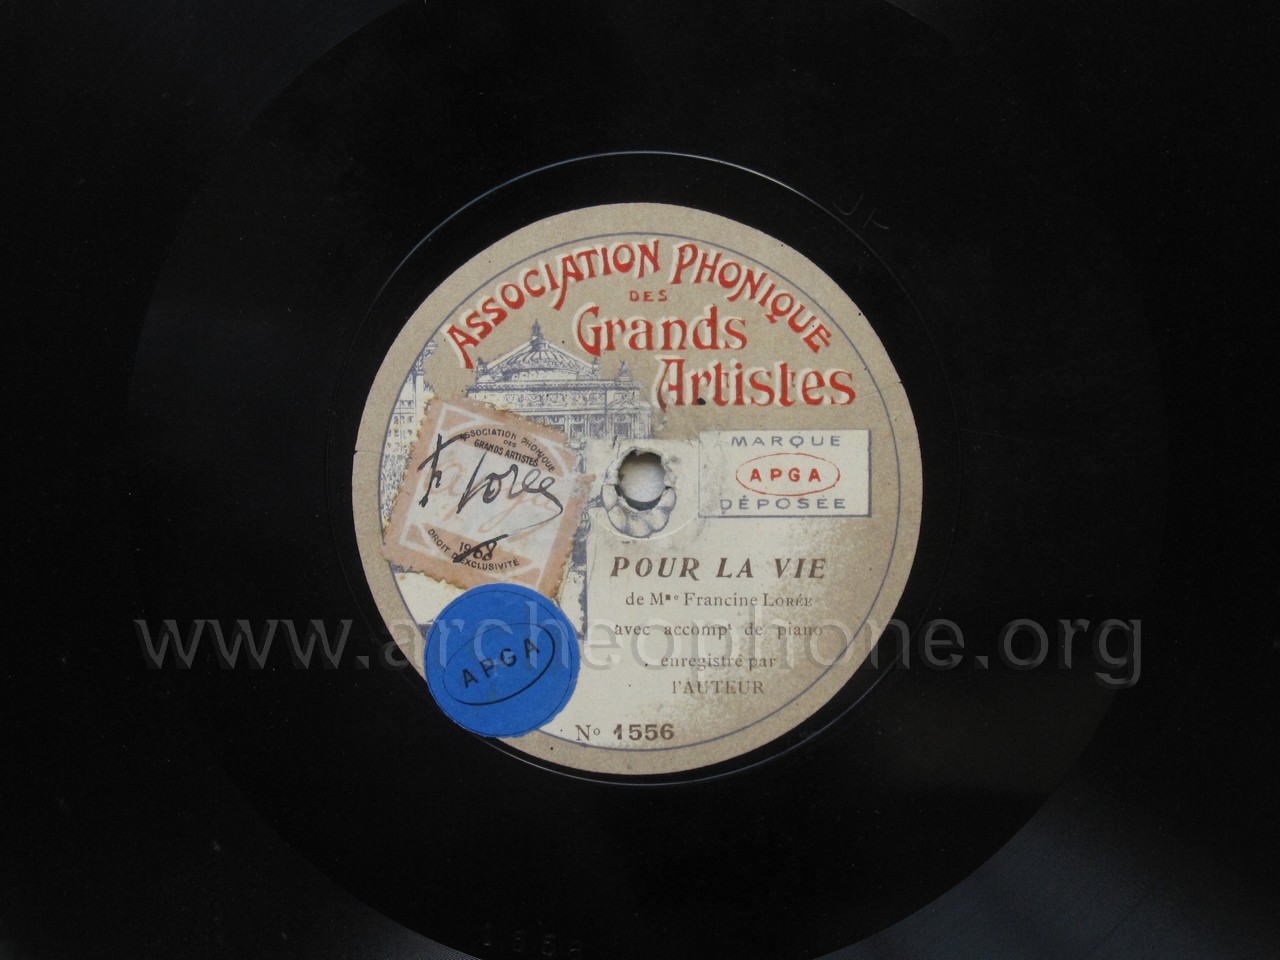 ASSOCIATION PHONIQUE
DES
Grands
Artistes
MARQUE
APGA
DÉPOSÉE
ASSOCIATION PHONIQUE
DES
GRANDS ARTISTES
F Lorée
DROIT D'EXCLUSIVITÉ
POUR LA VIE
de Mme Francine LORÉE
avec accompt de piano
enregistré par
l'AUTEUR
APGA
No 1556
www.archeophone.org